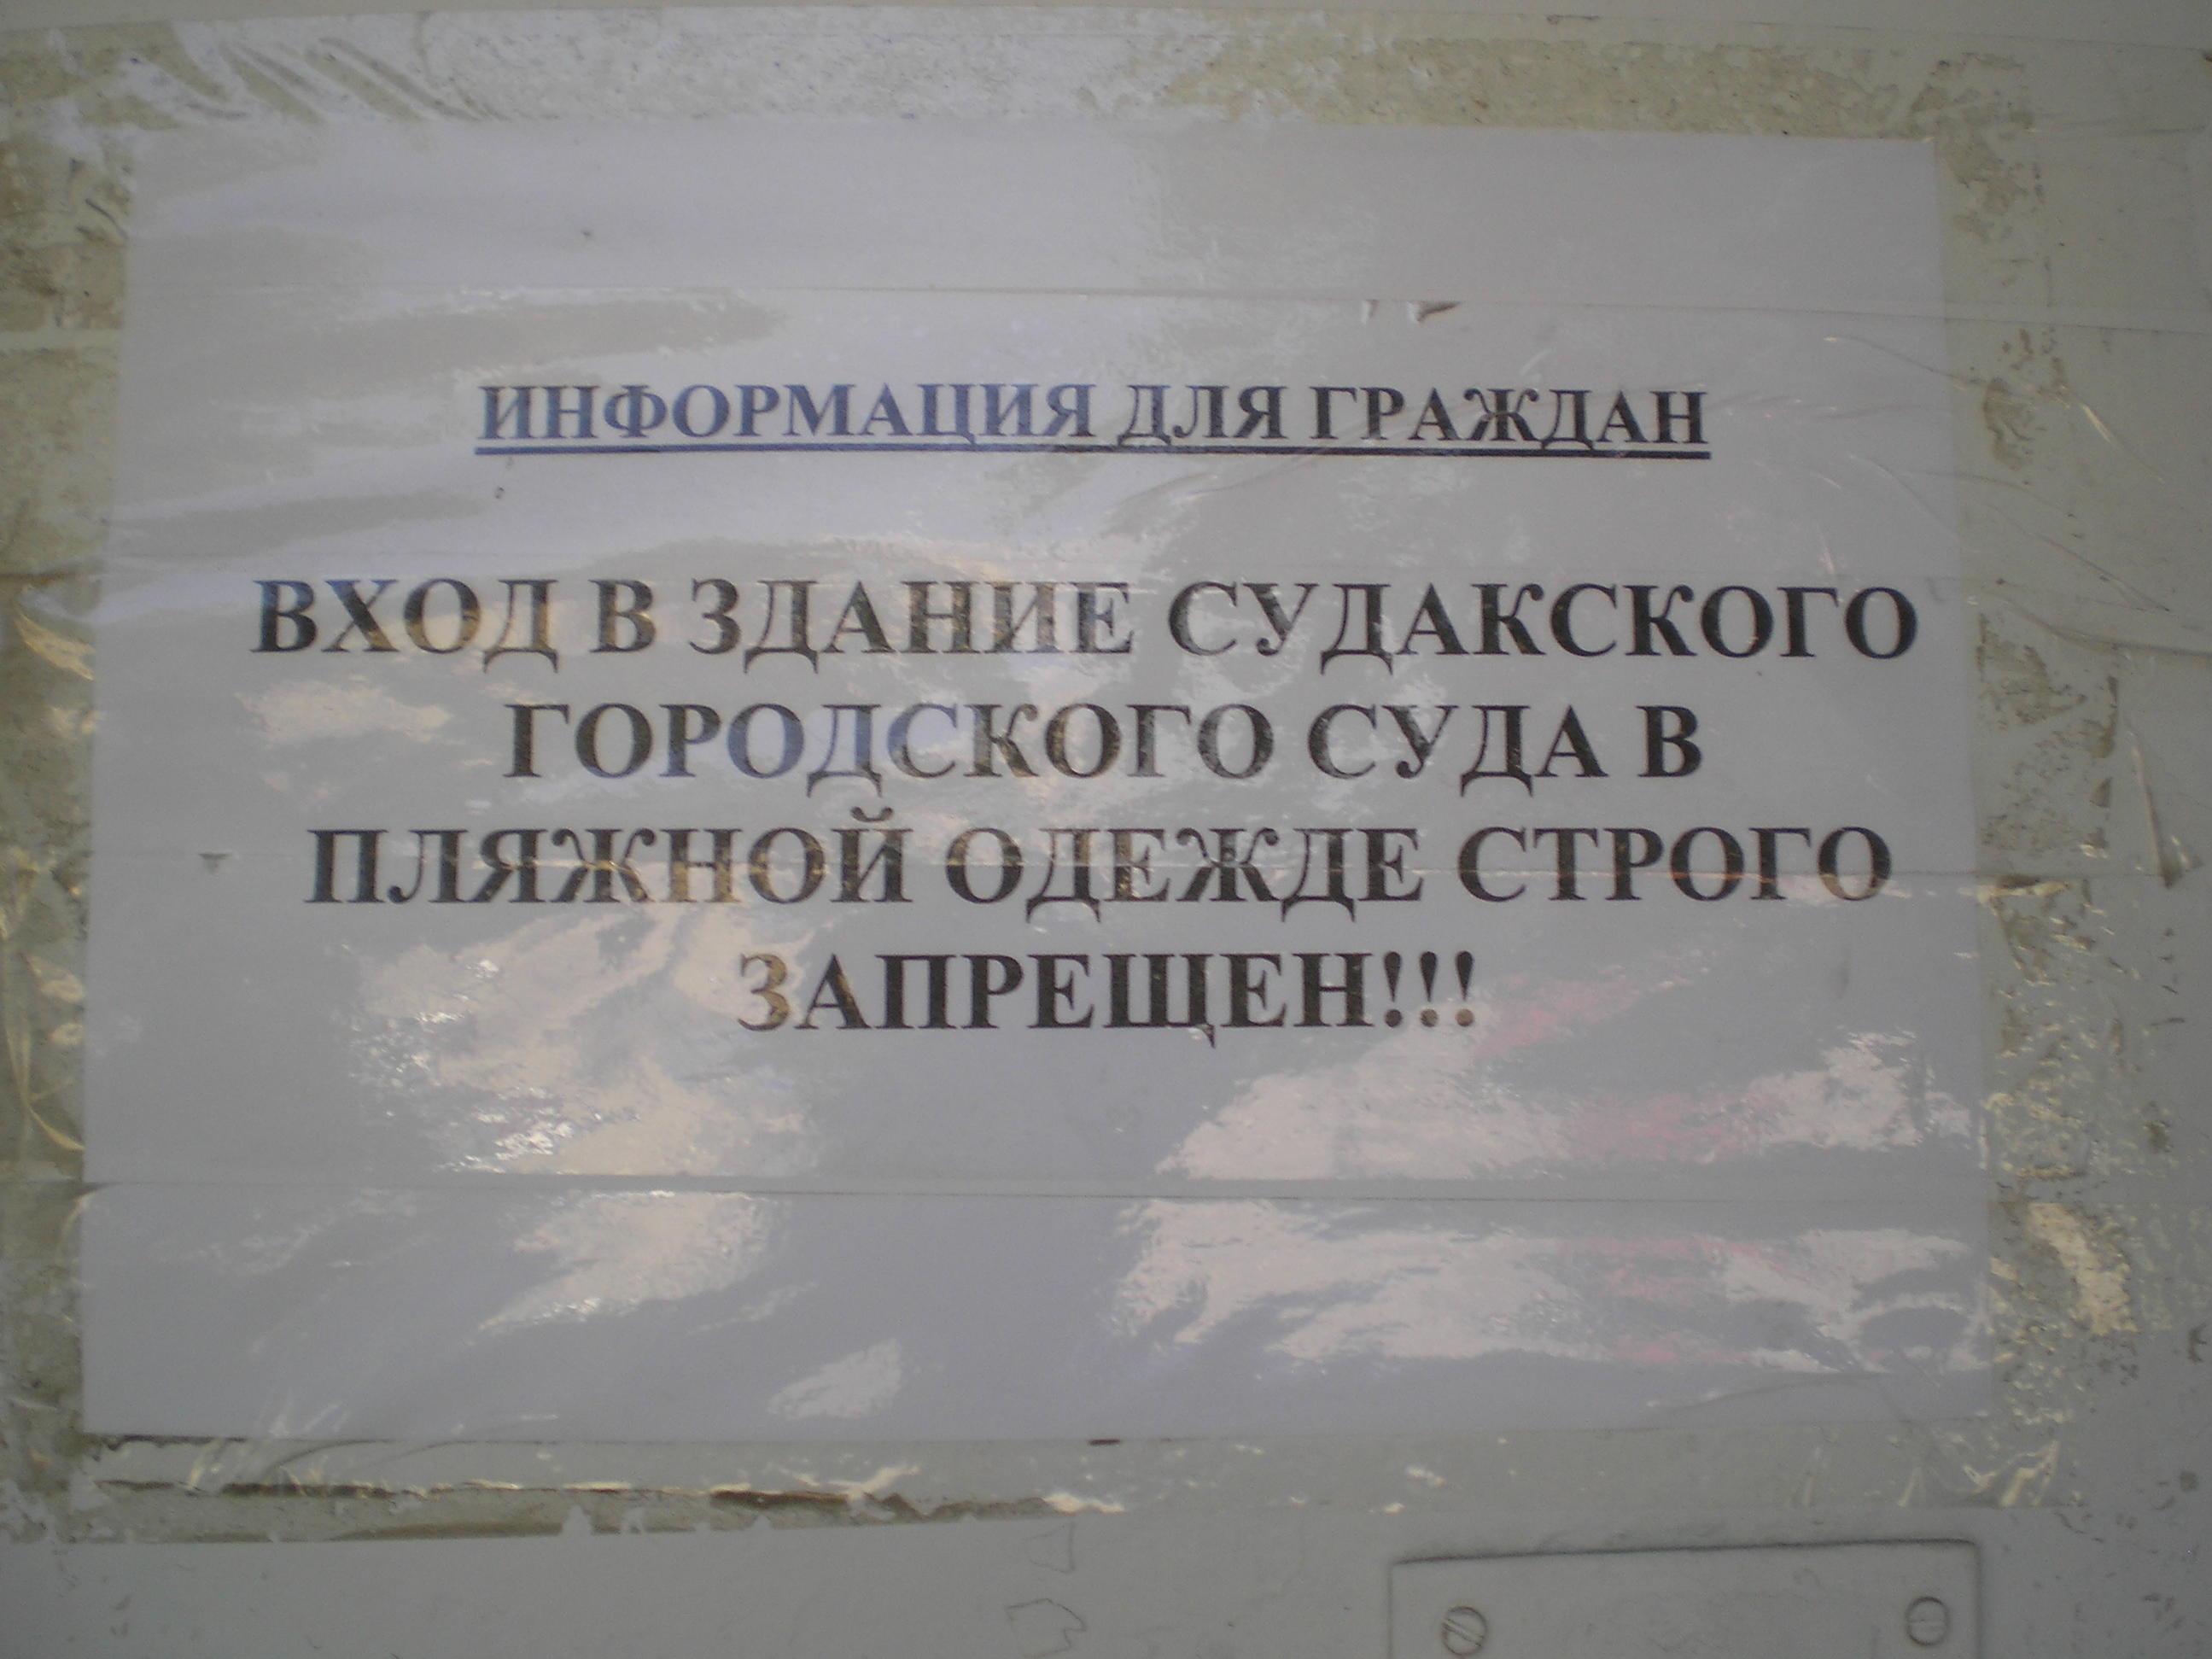 ИНФОРМАЦИЯ ДЛЯ ГРАЖДАН
ВХОД В ЗДАНИЕ СУДАКСКОГО
ГОРОДСКОГО СУДА В
ПЛЯЖНОЙ ОДЕЖДЕ СТРОГО
ЗАПРЕЩЕН!!!